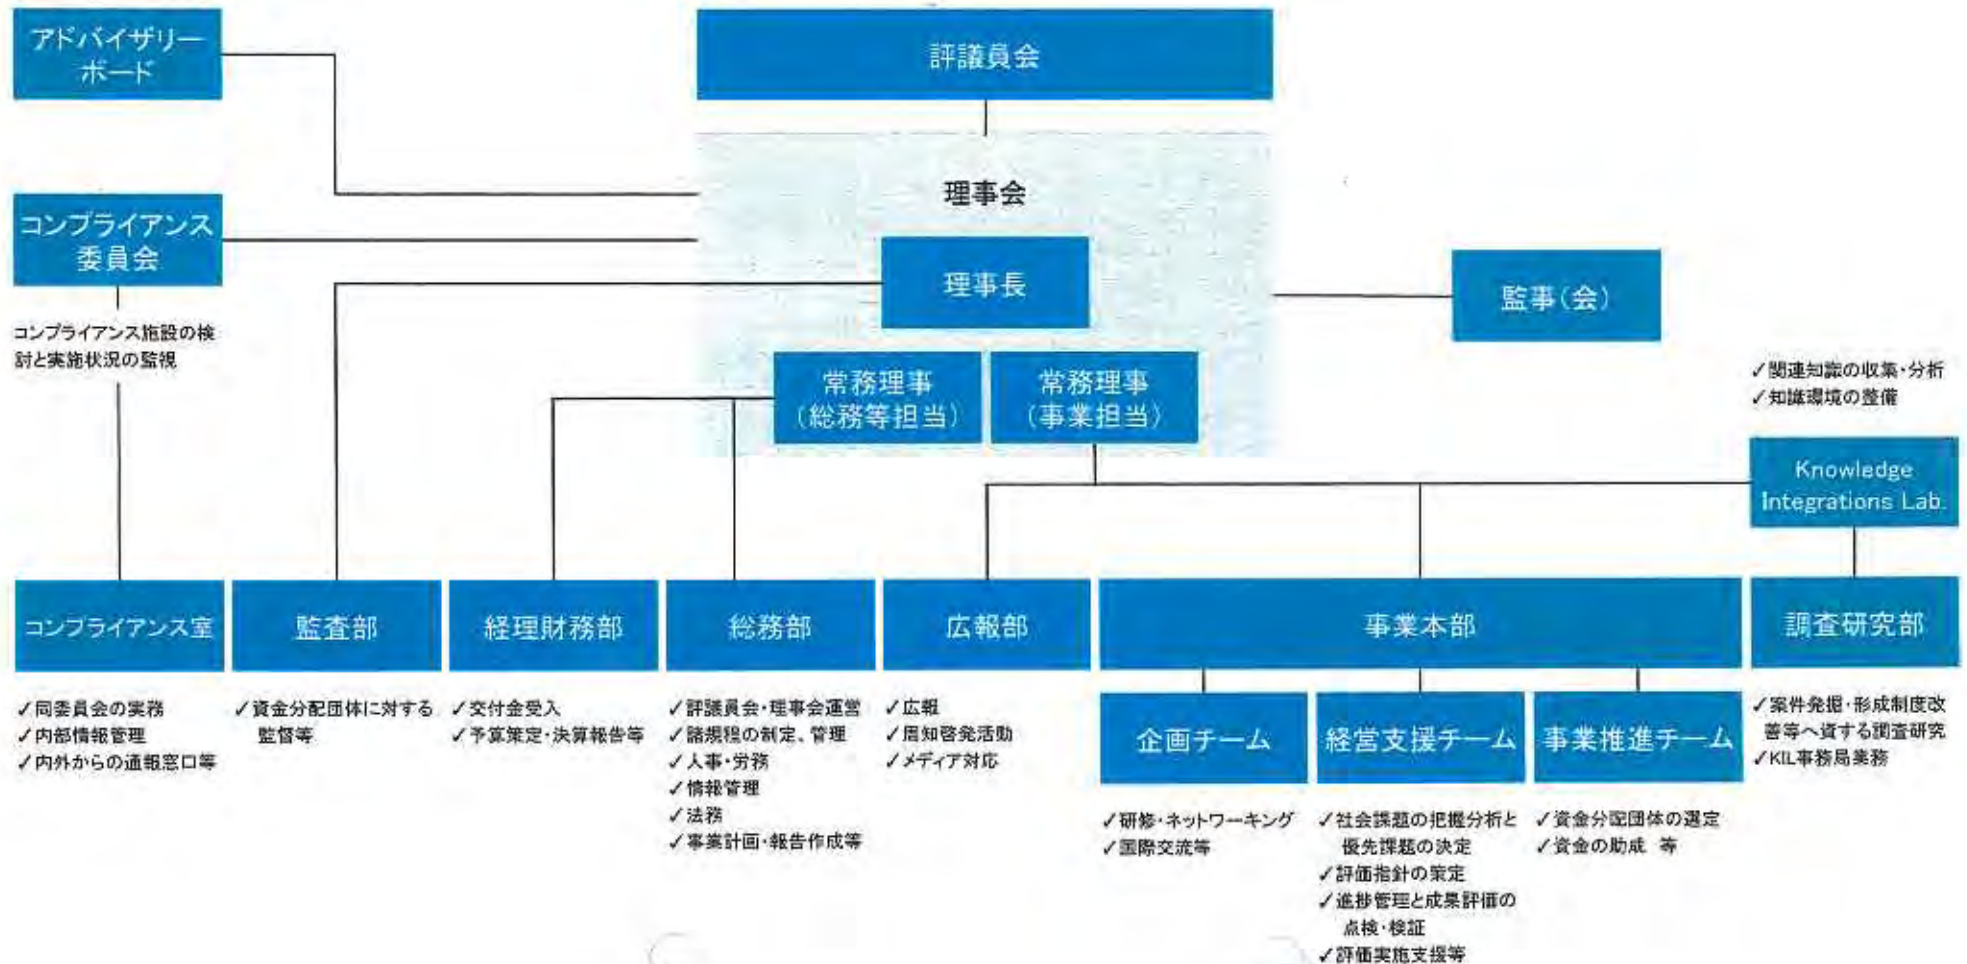 アドバイザリー
ボード
評議員会
理事会
コンプライアンス
委員会
理事長
監事(会)
コンプライアンス施設の検
討と実施状況の監視
常務理事
(総務等担当)
常務理事
(事業担当)
✓関連知識の収集・分析
✓知識環境の整備
Knowledge
Integrations Lab.
コンプライアンス室
監査部
経理財務部
総務部
広報部
事業本部
調査研究部
✓同委員会の実務
✓内部情報管理
✓内外からの通報窓口等
✓資金分配団体に対する
監督等
✓交付金受入
✓予算策定・決算報告等
✓評議員会・理事会運営
✓諸規程の制定、管理
✓人事・労務
✓情報管理
✓法務
✓事業計画・報告作成等
✓広報
✓周知啓発活動
✓メディア対応
企画チーム
経営支援チーム
事業推進チーム
✓案件発掘・形成制度改
善等へ資する調査研究
✓KIL事務局業務
✓研修・ネットワーキング
✓国際交流等
✓社会課題の把握分析と
優先課題の決定
✓評価指針の策定
✓進捗管理と成果評価の
点検・検証
✓評価実施支援等
✓資金分配団体の選定
✓資金の助成 等